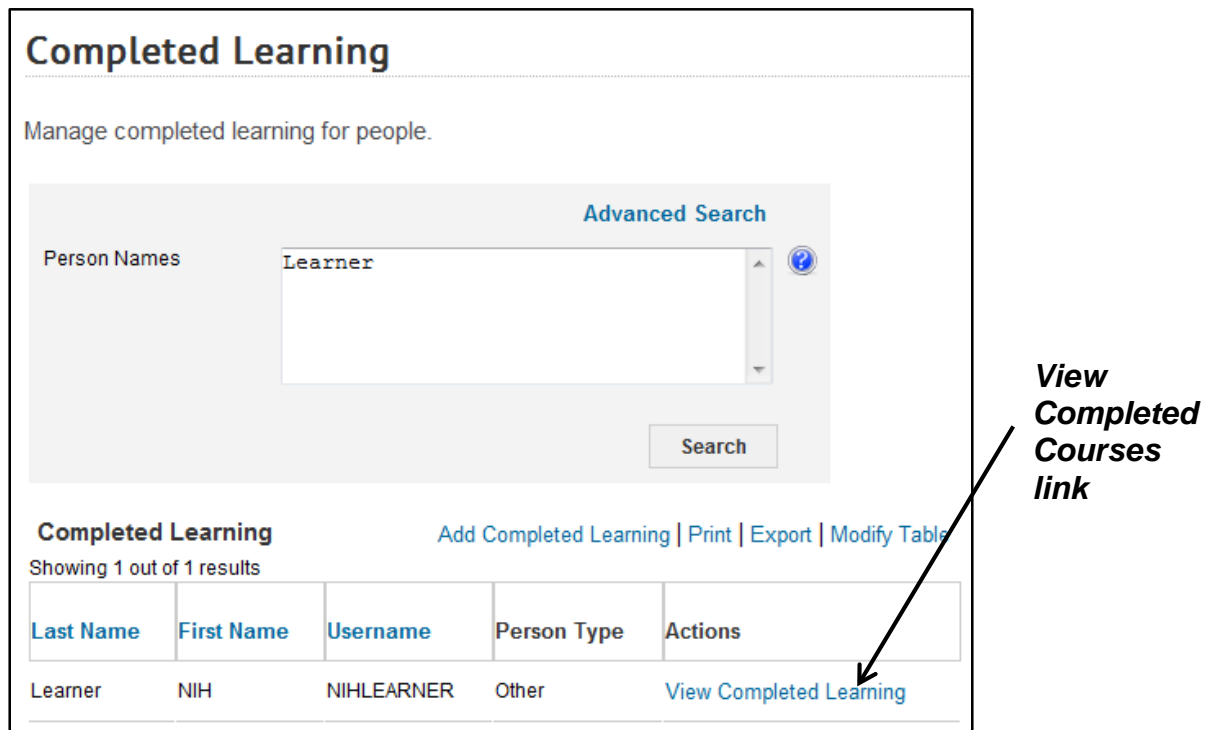 Completed Learning
Manage completed learning for people.
Advanced Search
Person Names
Learner
?
Search
View
Completed
Courses
link
Completed Learning
Add Completed Learning | Print | Export | Modify Table
Showing 1 out of 1 results
Last Name First Name Username Person Type Actions
Learner NIH NIHLEARNER Other View Completed Learning